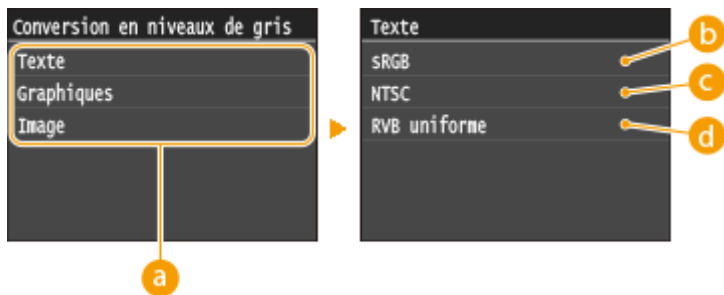 Conversion en niveaux de gris
Texte
Graphiques
Image
a
Texte
sRGB
NTSC
RVB uniforme
b
c
d